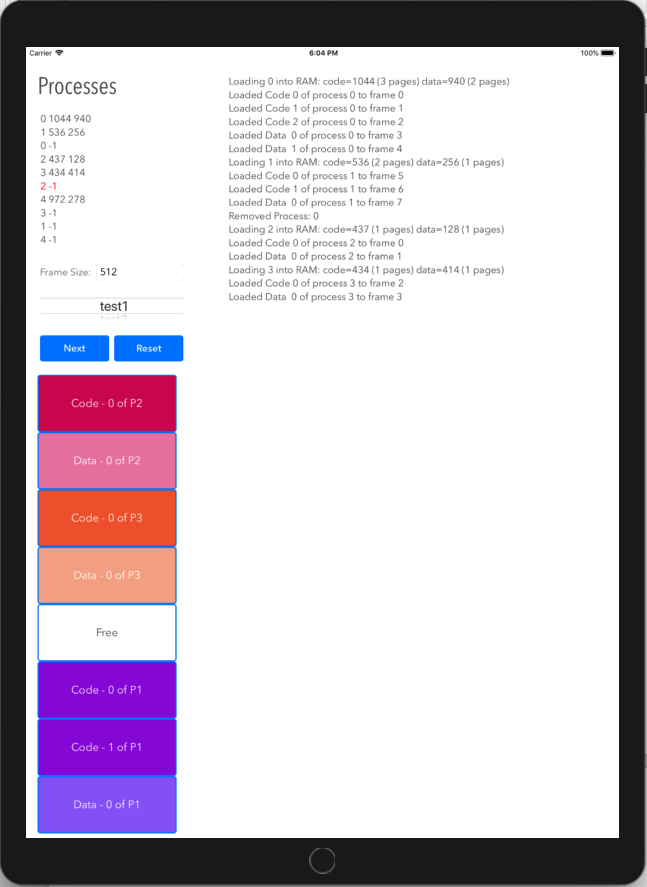 Carrier
6:04 PM
100%
Processes
0 1044 940
1 536 256
0 -1
2 437 128
3 434 414
2 -1
4 972 278
3 -1
1 -1
4 -1
Frame Size: 512
test1
test2
Next
Reset
Code - 0 of P2
Data - 0 of P2
Code - 0 of P3
Data - 0 of P3
Free
Code - 0 of P1
Code - 1 of P1
Data - 0 of P1
Loading 0 into RAM: code=1044 (3 pages) data=940 (2 pages)
Loaded Code 0 of process 0 to frame 0
Loaded Code 1 of process 0 to frame 1
Loaded Code 2 of process 0 to frame 2
Loaded Data  0 of process 0 to frame 3
Loaded Data  1 of process 0 to frame 4
Loading 1 into RAM: code=536 (2 pages) data=256 (1 pages)
Loaded Code 0 of process 1 to frame 5
Loaded Code 1 of process 1 to frame 6
Loaded Data  0 of process 1 to frame 7
Removed Process: 0
Loading 2 into RAM: code=437 (1 pages) data=128 (1 pages)
Loaded Code 0 of process 2 to frame 0
Loaded Data  0 of process 2 to frame 1
Loading 3 into RAM: code=434 (1 pages) data=414 (1 pages)
Loaded Code 0 of process 3 to frame 2
Loaded Data  0 of process 3 to frame 3